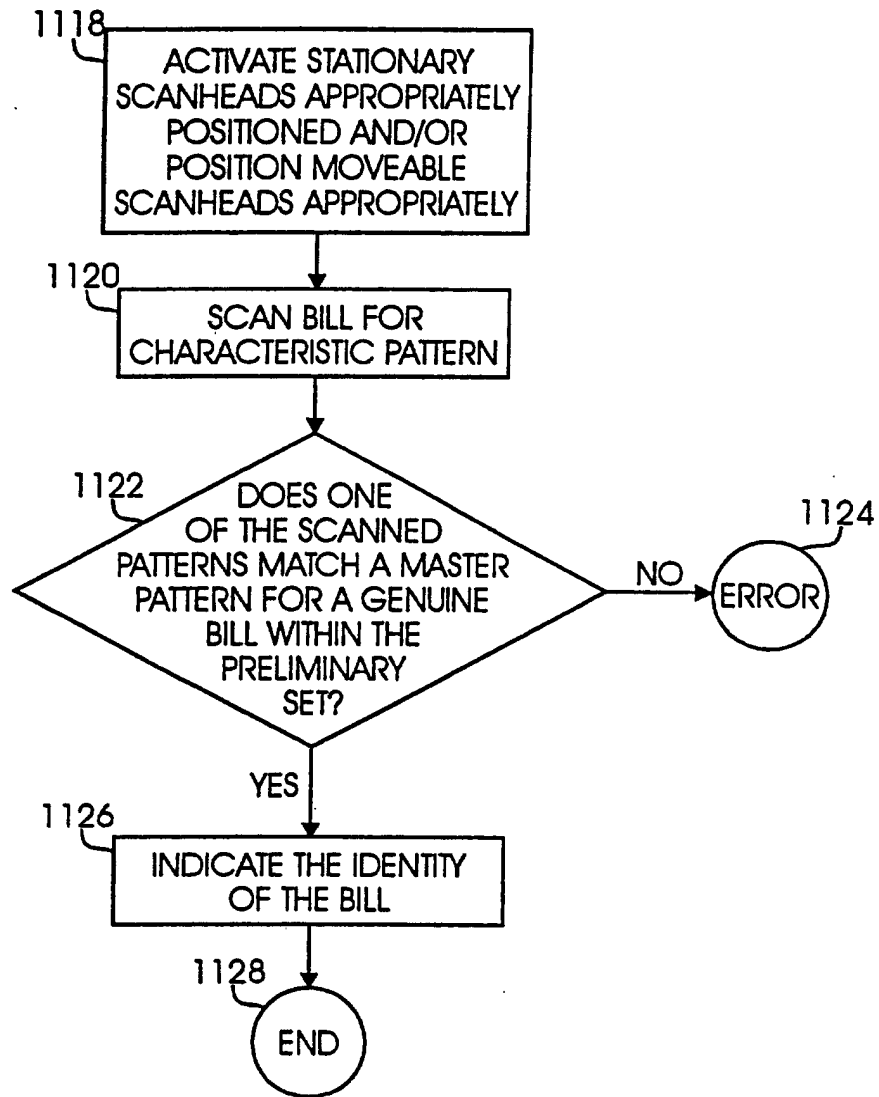 1118
ACTIVATE STATIONARY
SCANHEADS APPROPRIATELY
POSITIONED AND/OR
POSITION MOVEABLE
SCANHEADS APPROPRIATELY
1120
SCAN BILL FOR
CHARACTERISTIC PATTERN
1122
DOES ONE
OF THE SCANNED
PATTERNS MATCH A MASTER
PATTERN FOR A GENUINE
BILL WITHIN THE
PRELIMINARY
SET?
NO
1124
ERROR
YES
1126
INDICATE THE IDENTITY
OF THE BILL
1128
END